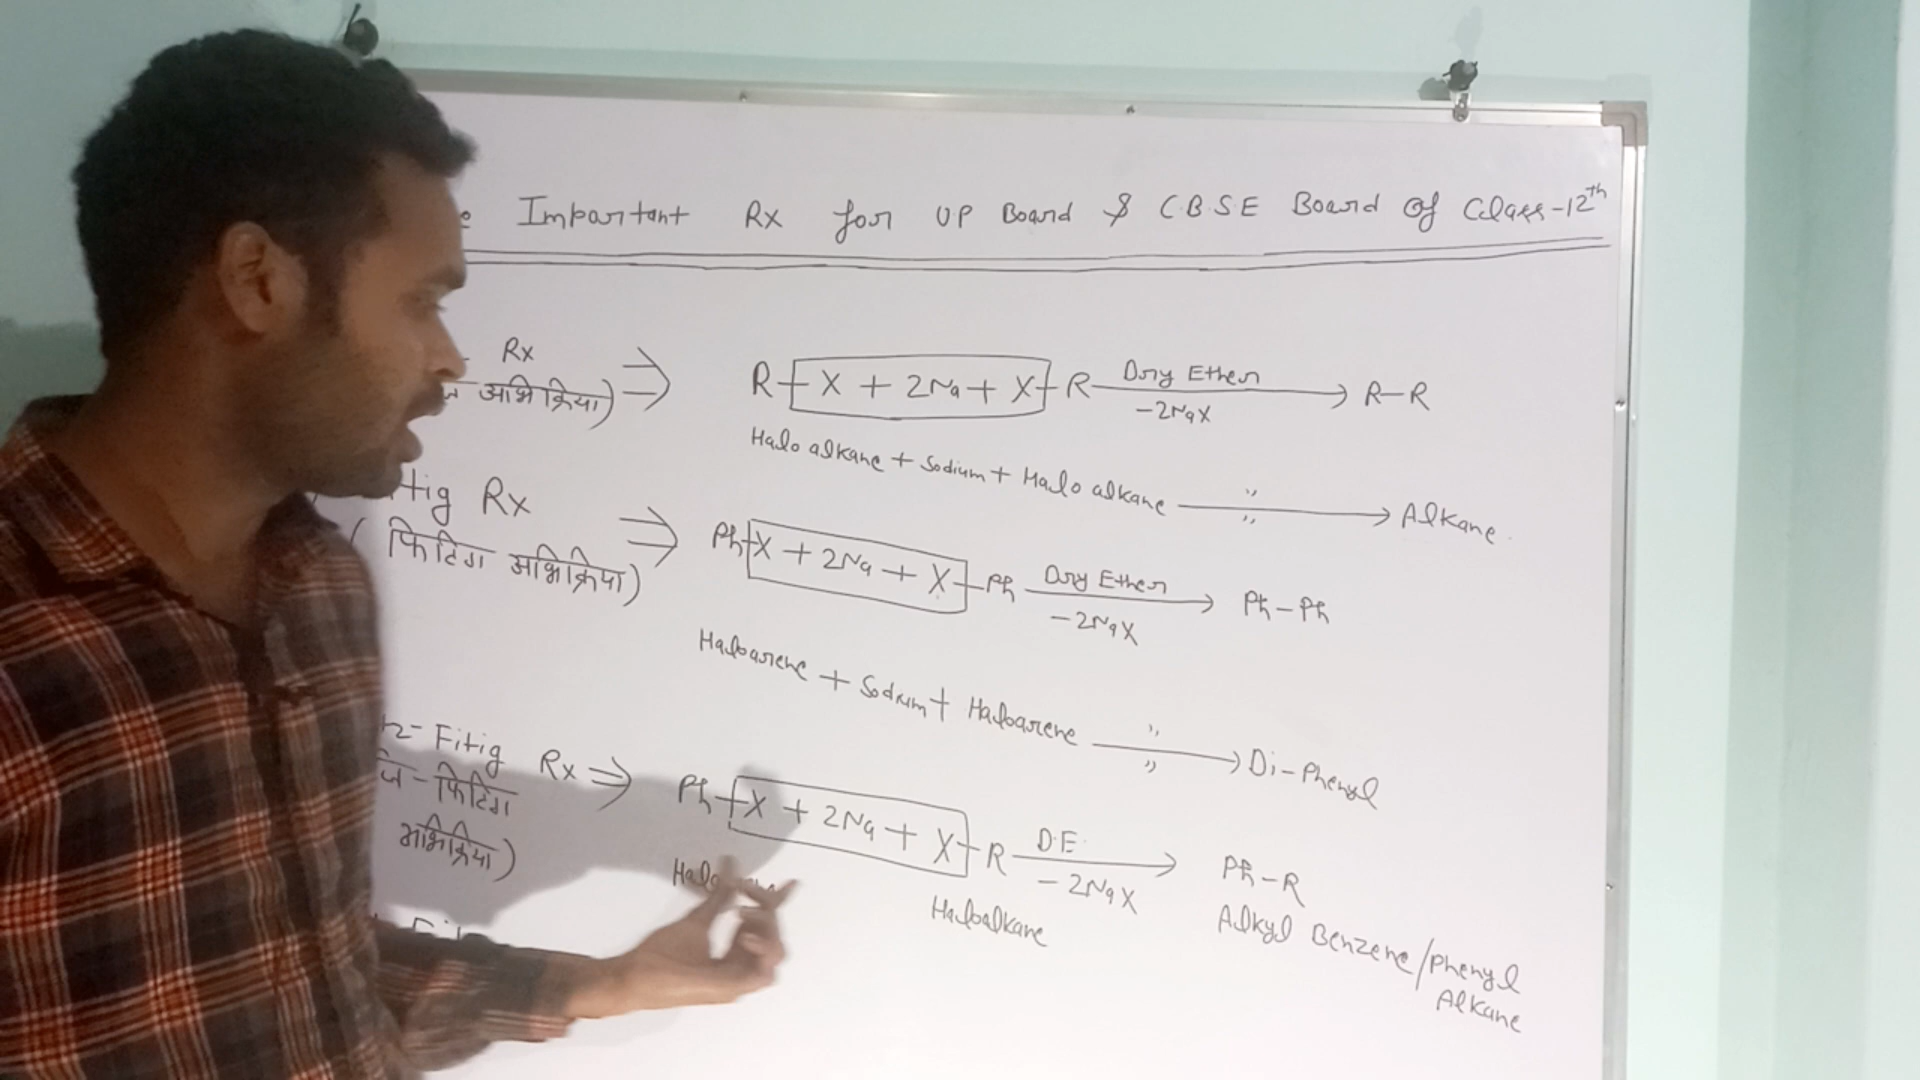 Important Rx for UP Board & C.B.S.E Board Of Class-12th
Rx
अभिक्रिया)
⇒ R-X + 2Na + X-R Dry Ether → R-R
-2NaX
Halo alkane + Sodium + Halo alkane " → Alkane
"
Rx
( फिटिग अभिक्रिया)
⇒ Ph-X + 2Na + X-Ph Dry Ether → Ph-Ph
-2NaX
Haloarene + Sodium + Haloarene " → Di-Phenyl
"
-Fitig Rx ⇒ Ph-X + 2Na + X-R D.E. → Ph-R
-फिटिग
-2NaX
अभिक्रिया)
Haloalkane
Alkyl Benzene/Phenyl
Alkane